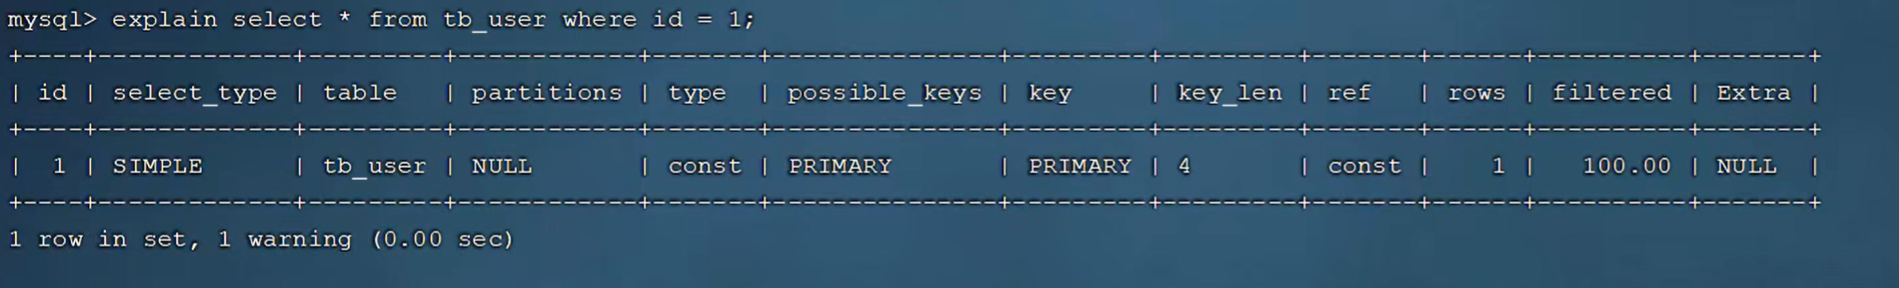 mysql> explain select * from tb_user where id = 1;
+----+-------------+---------+------------+-------+---------------+---------+---------+-------+------+----------+-------+
| id | select_type | table   | partitions | type  | possible_keys | key     | key_len | ref   | rows | filtered | Extra |
+----+-------------+---------+------------+-------+---------------+---------+---------+-------+------+----------+-------+
|  1 | SIMPLE      | tb_user | NULL       | const | PRIMARY       | PRIMARY | 4       | const |    1 |   100.00 | NULL  |
+----+-------------+---------+------------+-------+---------------+---------+---------+-------+------+----------+-------+
1 row in set, 1 warning (0.00 sec)